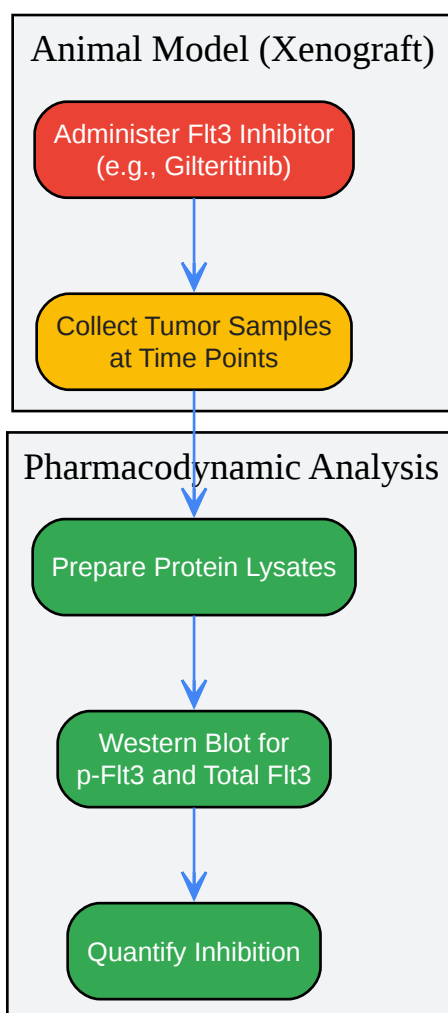 Animal Model (Xenograft)
Administer Flt3 Inhibitor
(e.g., Gilteritinib)
Collect Tumor Samples
at Time Points
Pharmacodynamic Analysis
Prepare Protein Lysates
Western Blot for
p-Flt3 and Total Flt3
Quantify Inhibition